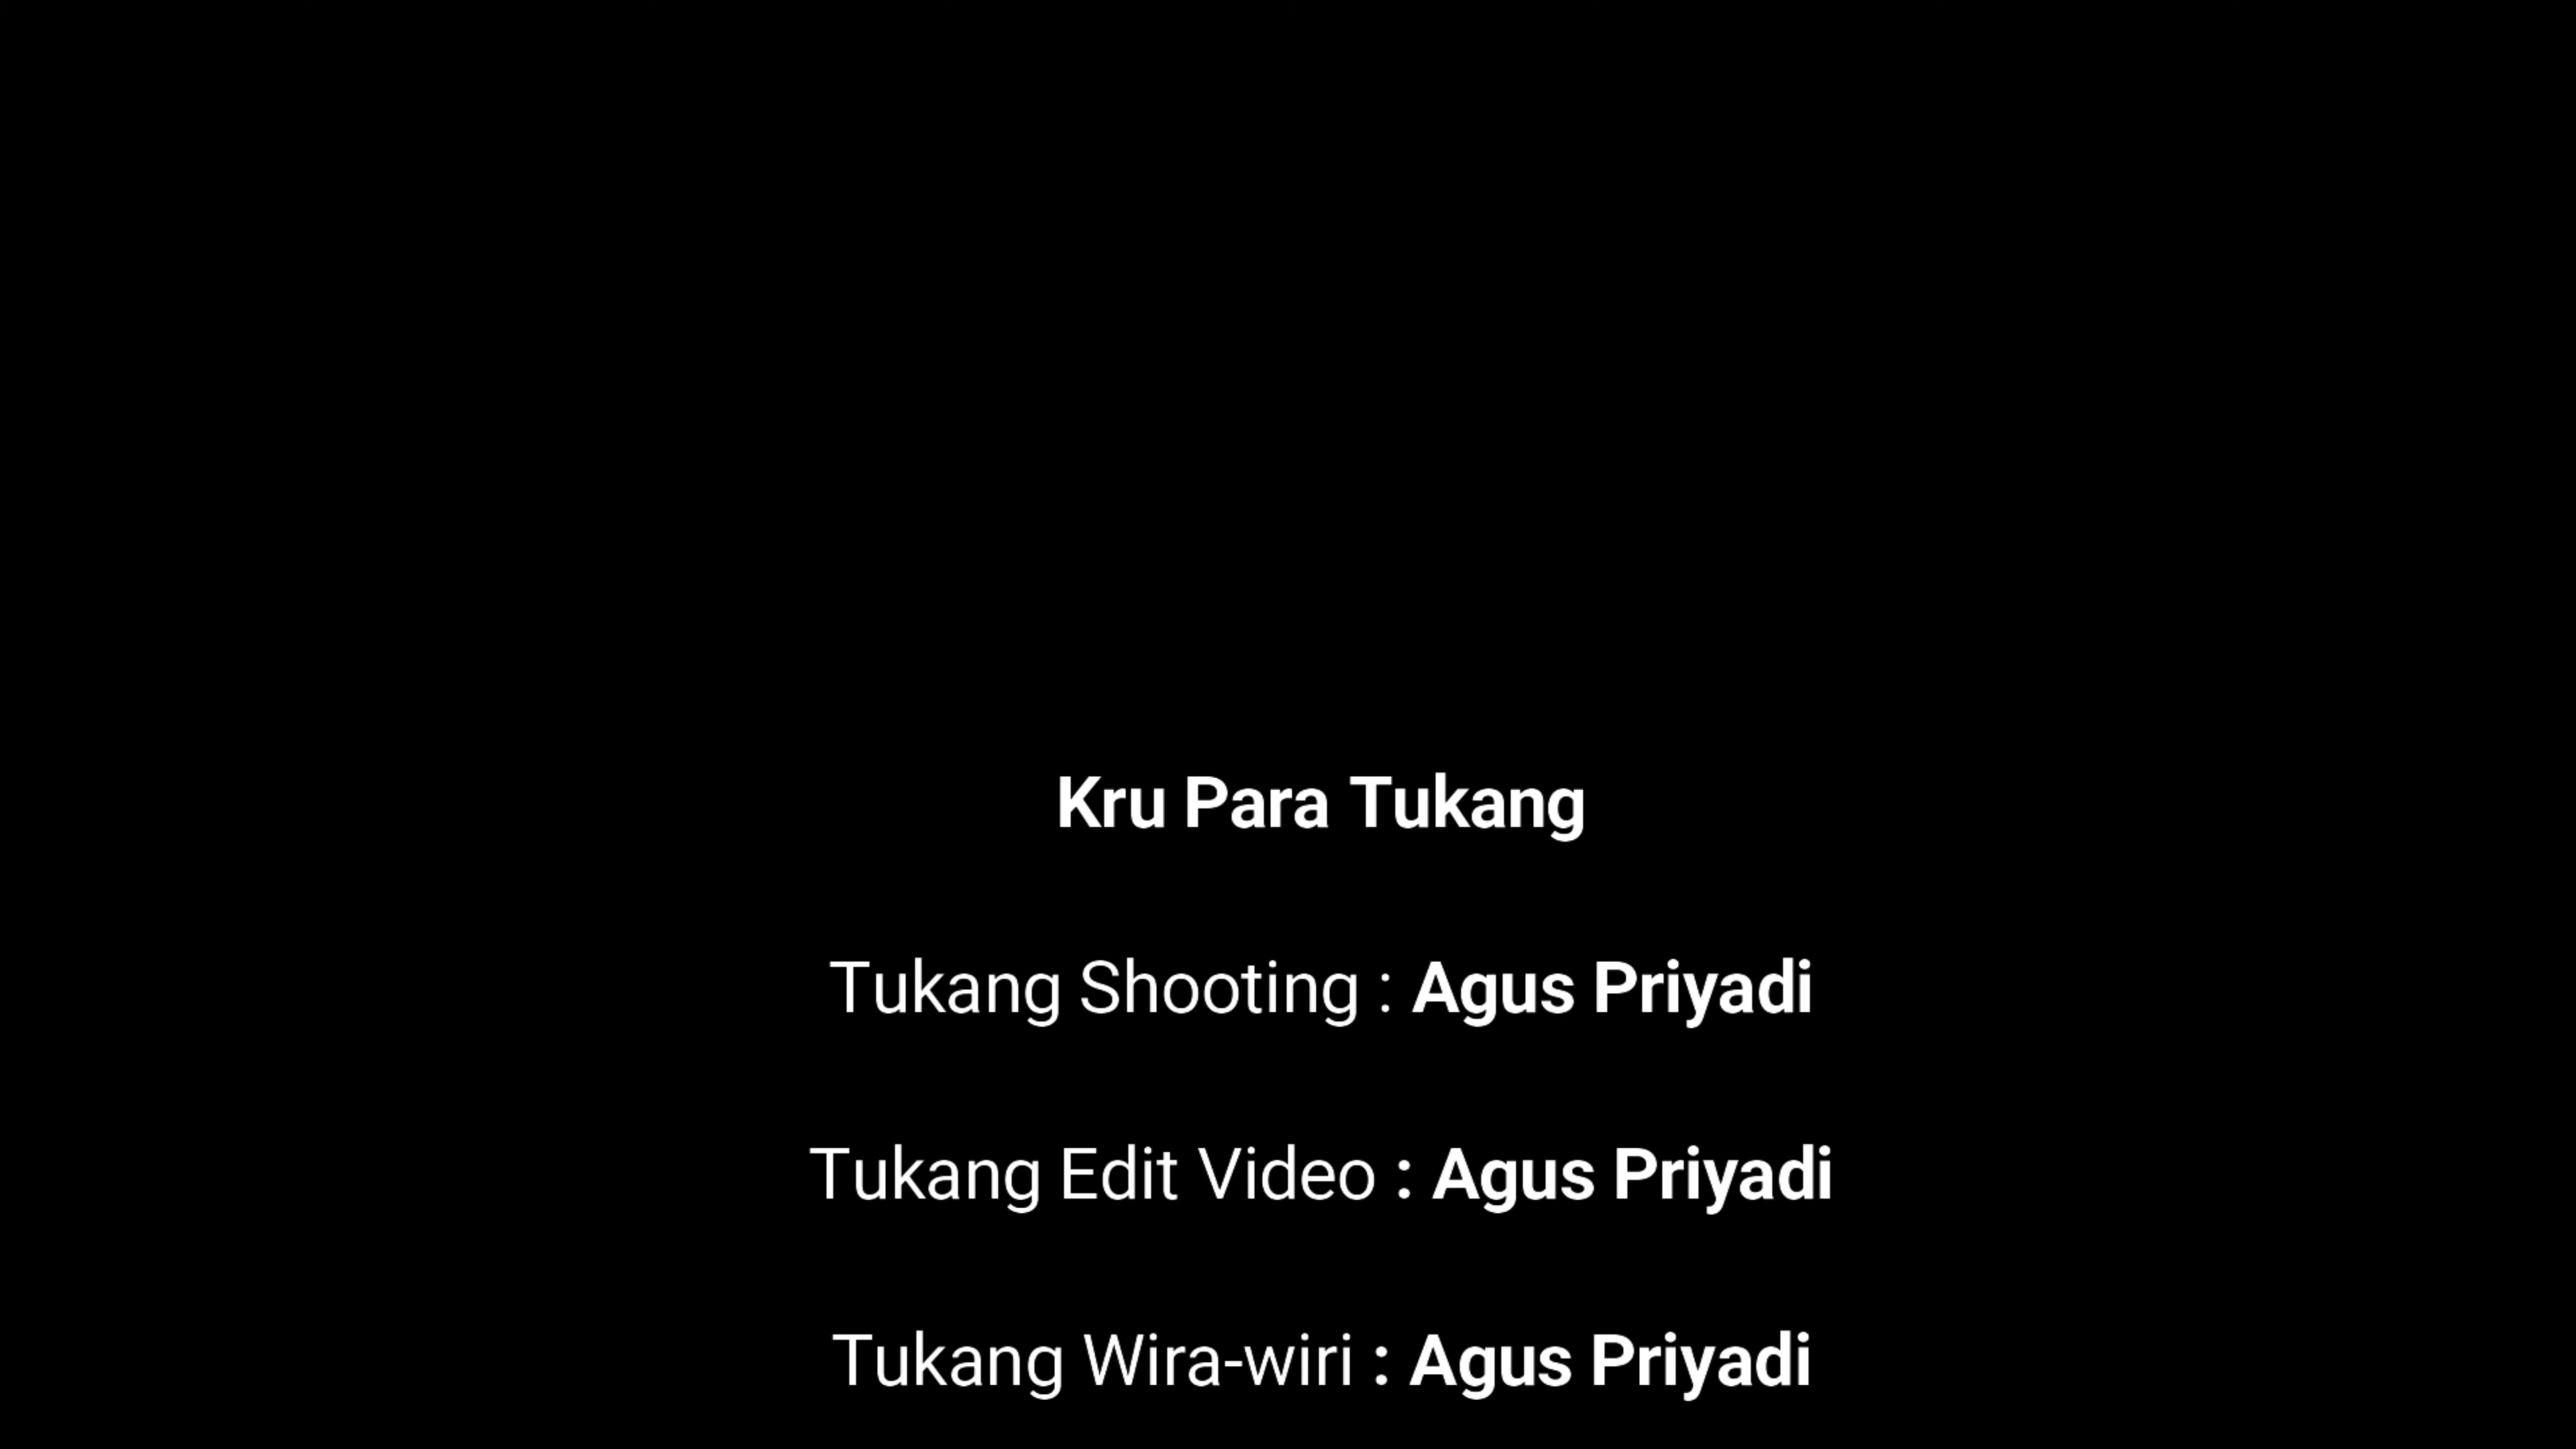 Kru Para Tukang
Tukang Shooting : Agus Priyadi
Tukang Edit Video : Agus Priyadi
Tukang Wira-wiri : Agus Priyadi